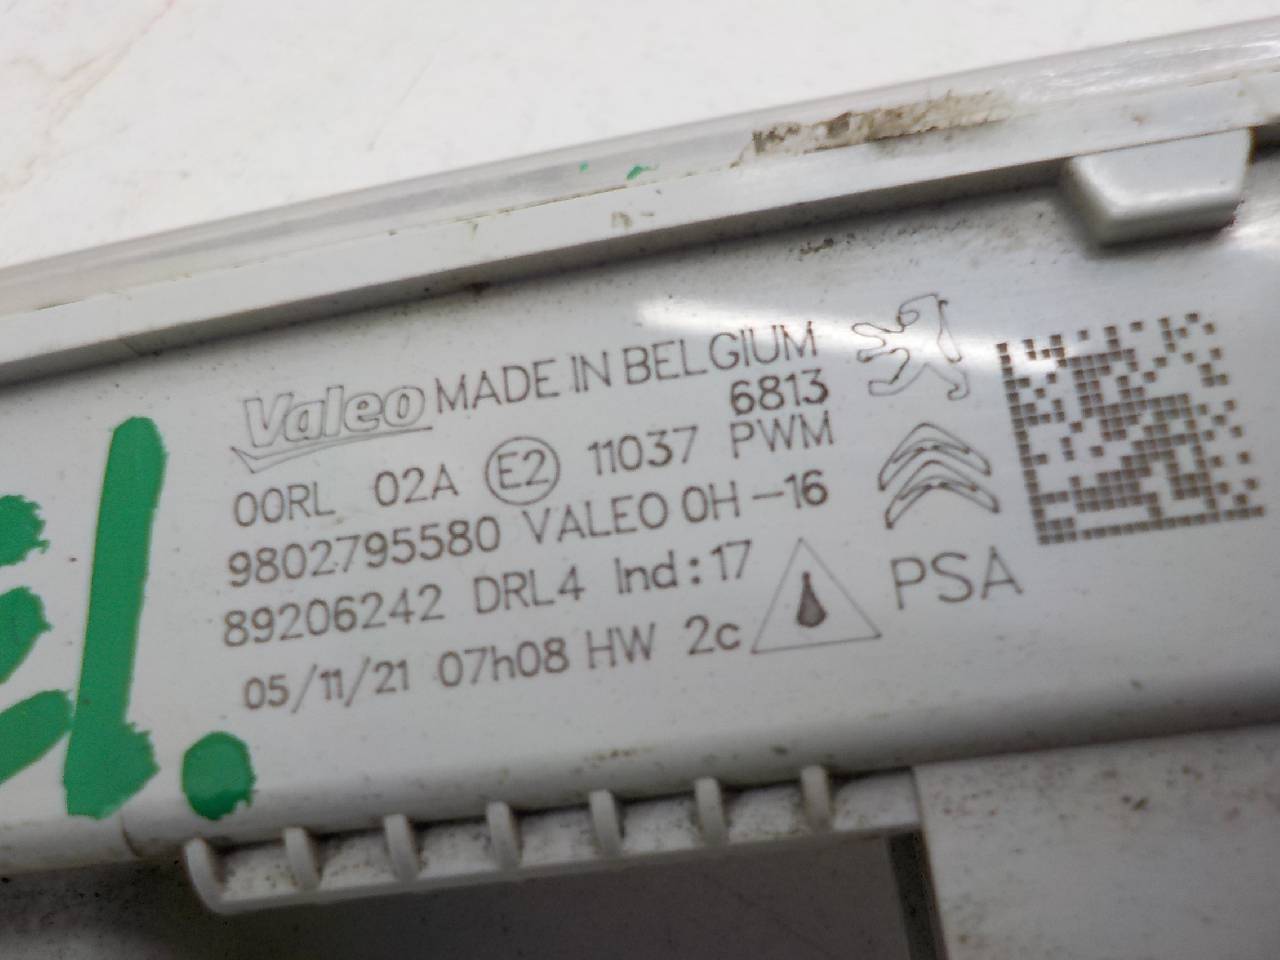 Valeo MADE IN BELGIUM
6813
00RL 02A E2 11037 PWM
9802795580 VALEO 0H-16
89206242 DRL4 Ind:17
05/11/21 07h08 HW 2c
PSA